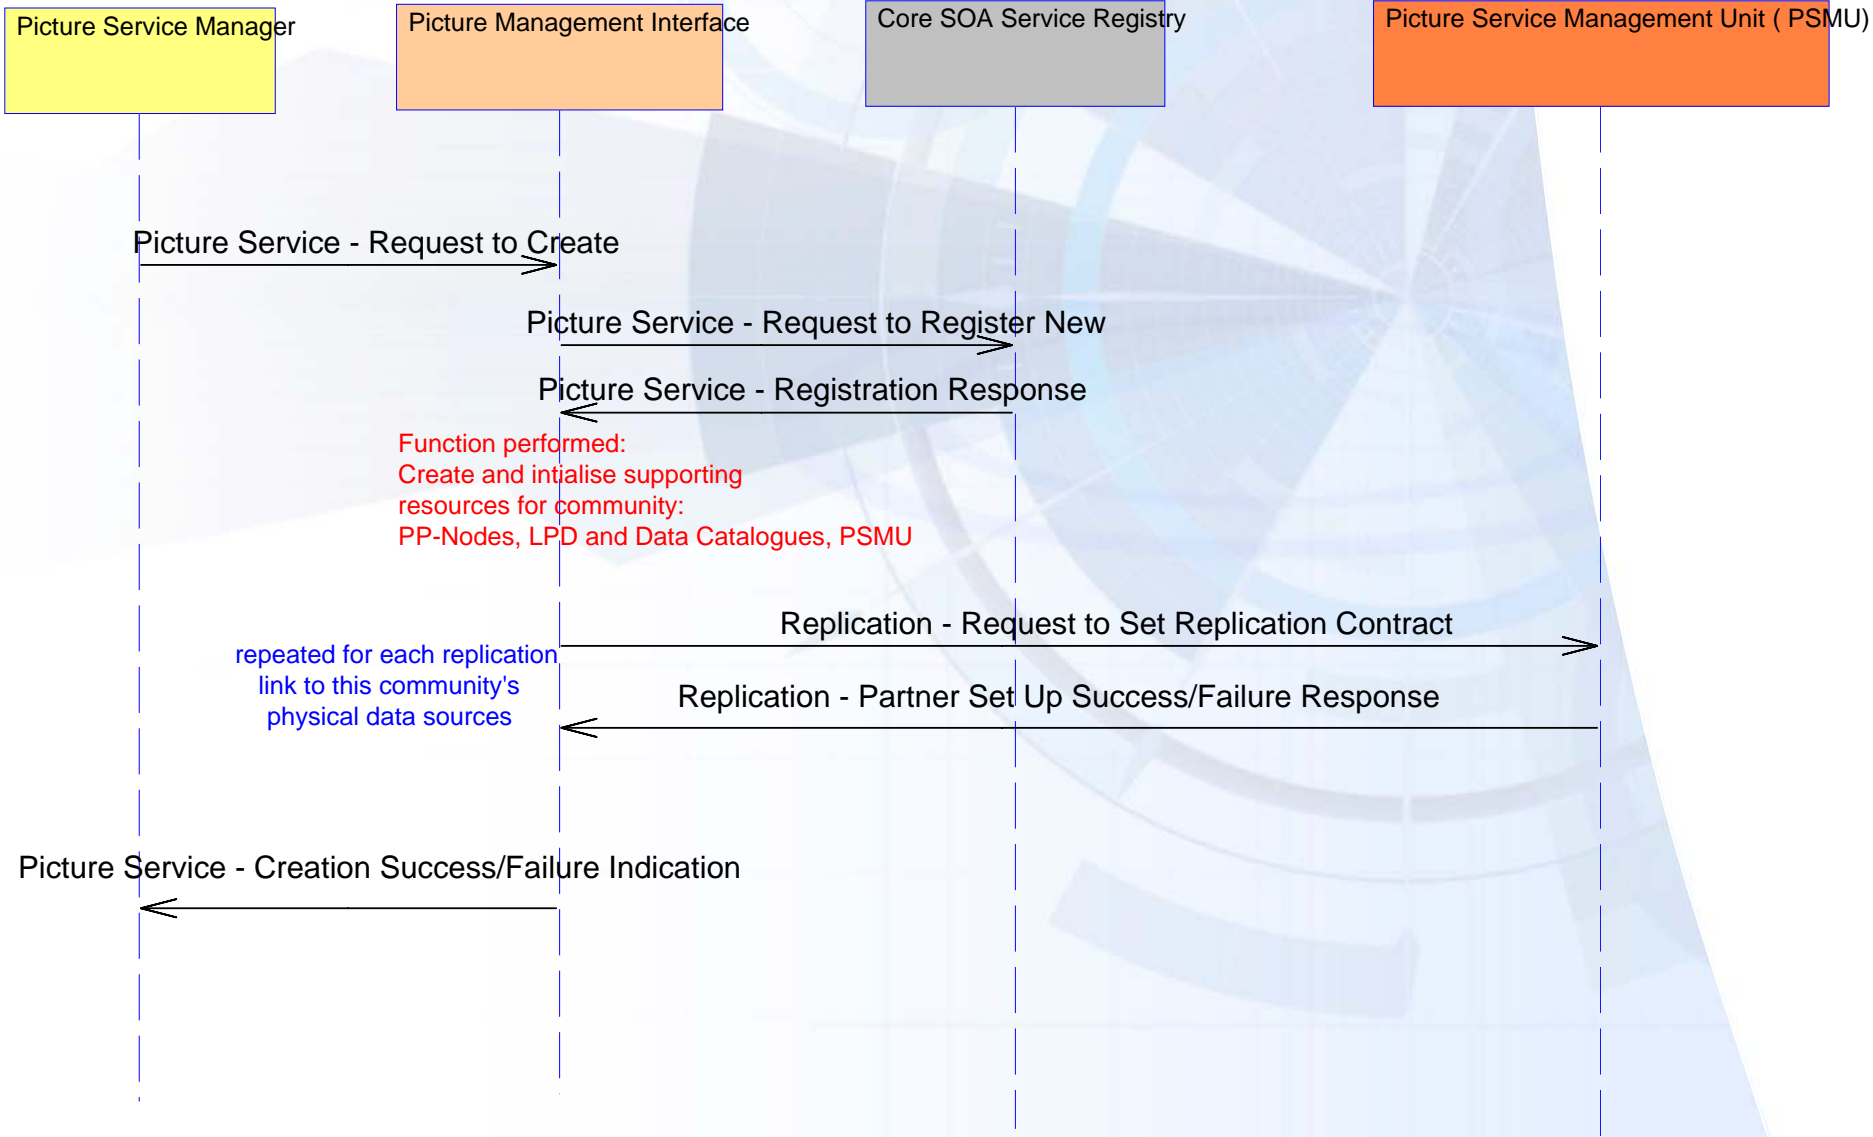 Picture Service Manager
Picture Management Interface
Core SOA Service Registry
Picture Service Management Unit ( PSMU)
Picture Service - Request to Create
Picture Service - Request to Register New
Picture Service - Registration Response
Function performed:
Create and intialise supporting
resources for community:
PP-Nodes, LPD and Data Catalogues, PSMU
Replication - Request to Set Replication Contract
repeated for each replication
link to this community's
physical data sources
Replication - Partner Set Up Success/Failure Response
Picture Service - Creation Success/Failure Indication